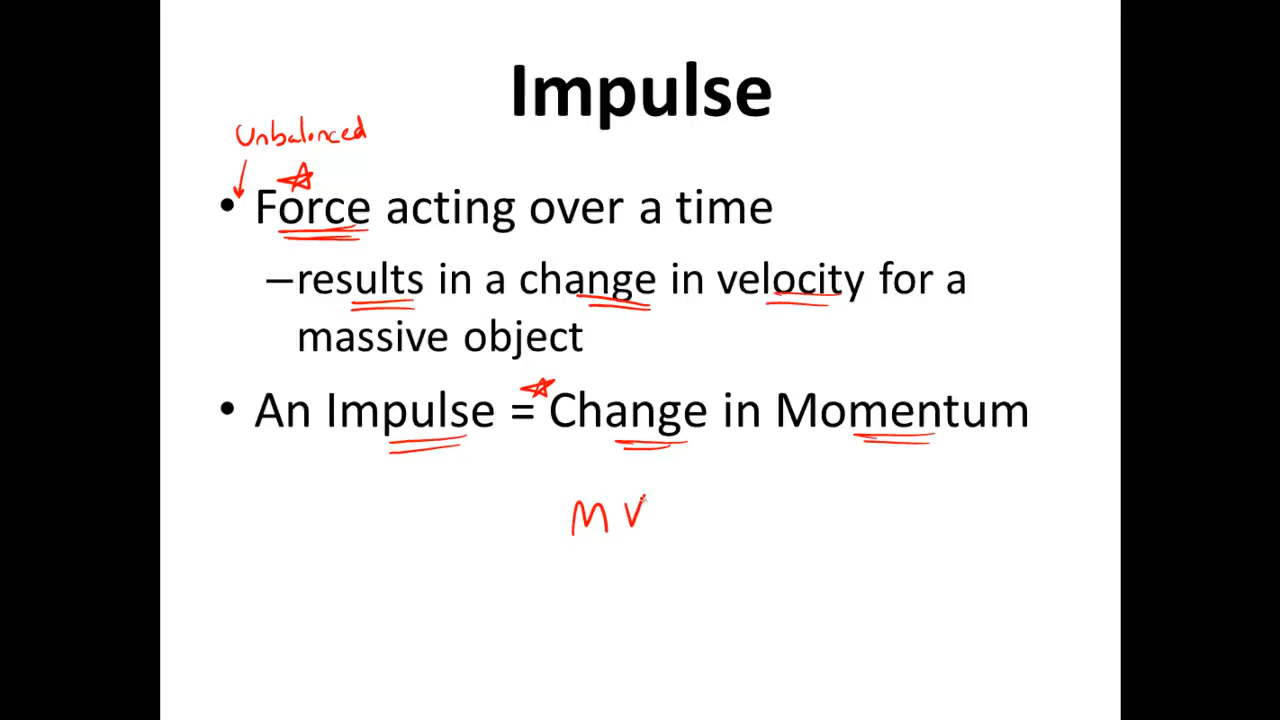 Impulse
Unbalanced
• Force acting over a time
–results in a change in velocity for a
massive object
• An Impulse = Change in Momentum
M V